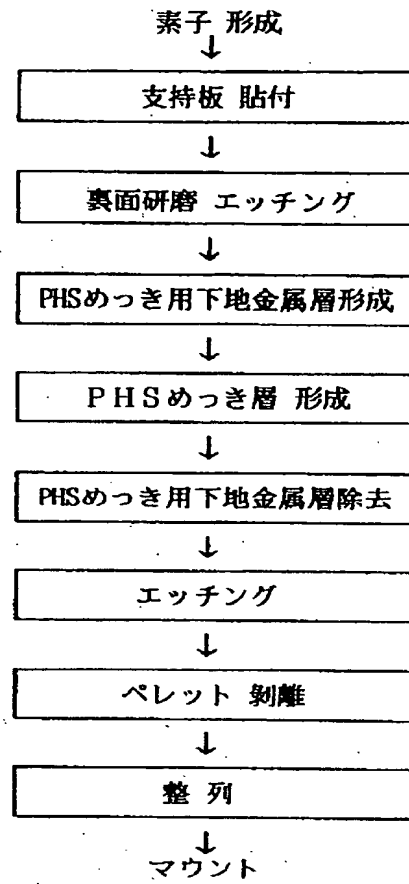 素子 形成
↓
支持板 貼付
↓
裏面研磨 エッチング
↓
PHSめっき用下地金属層形成
↓
PHSめっき層 形成
↓
PHSめっき用下地金属層除去
↓
エッチング
↓
ペレット 剝離
↓
整 列
↓
マウント